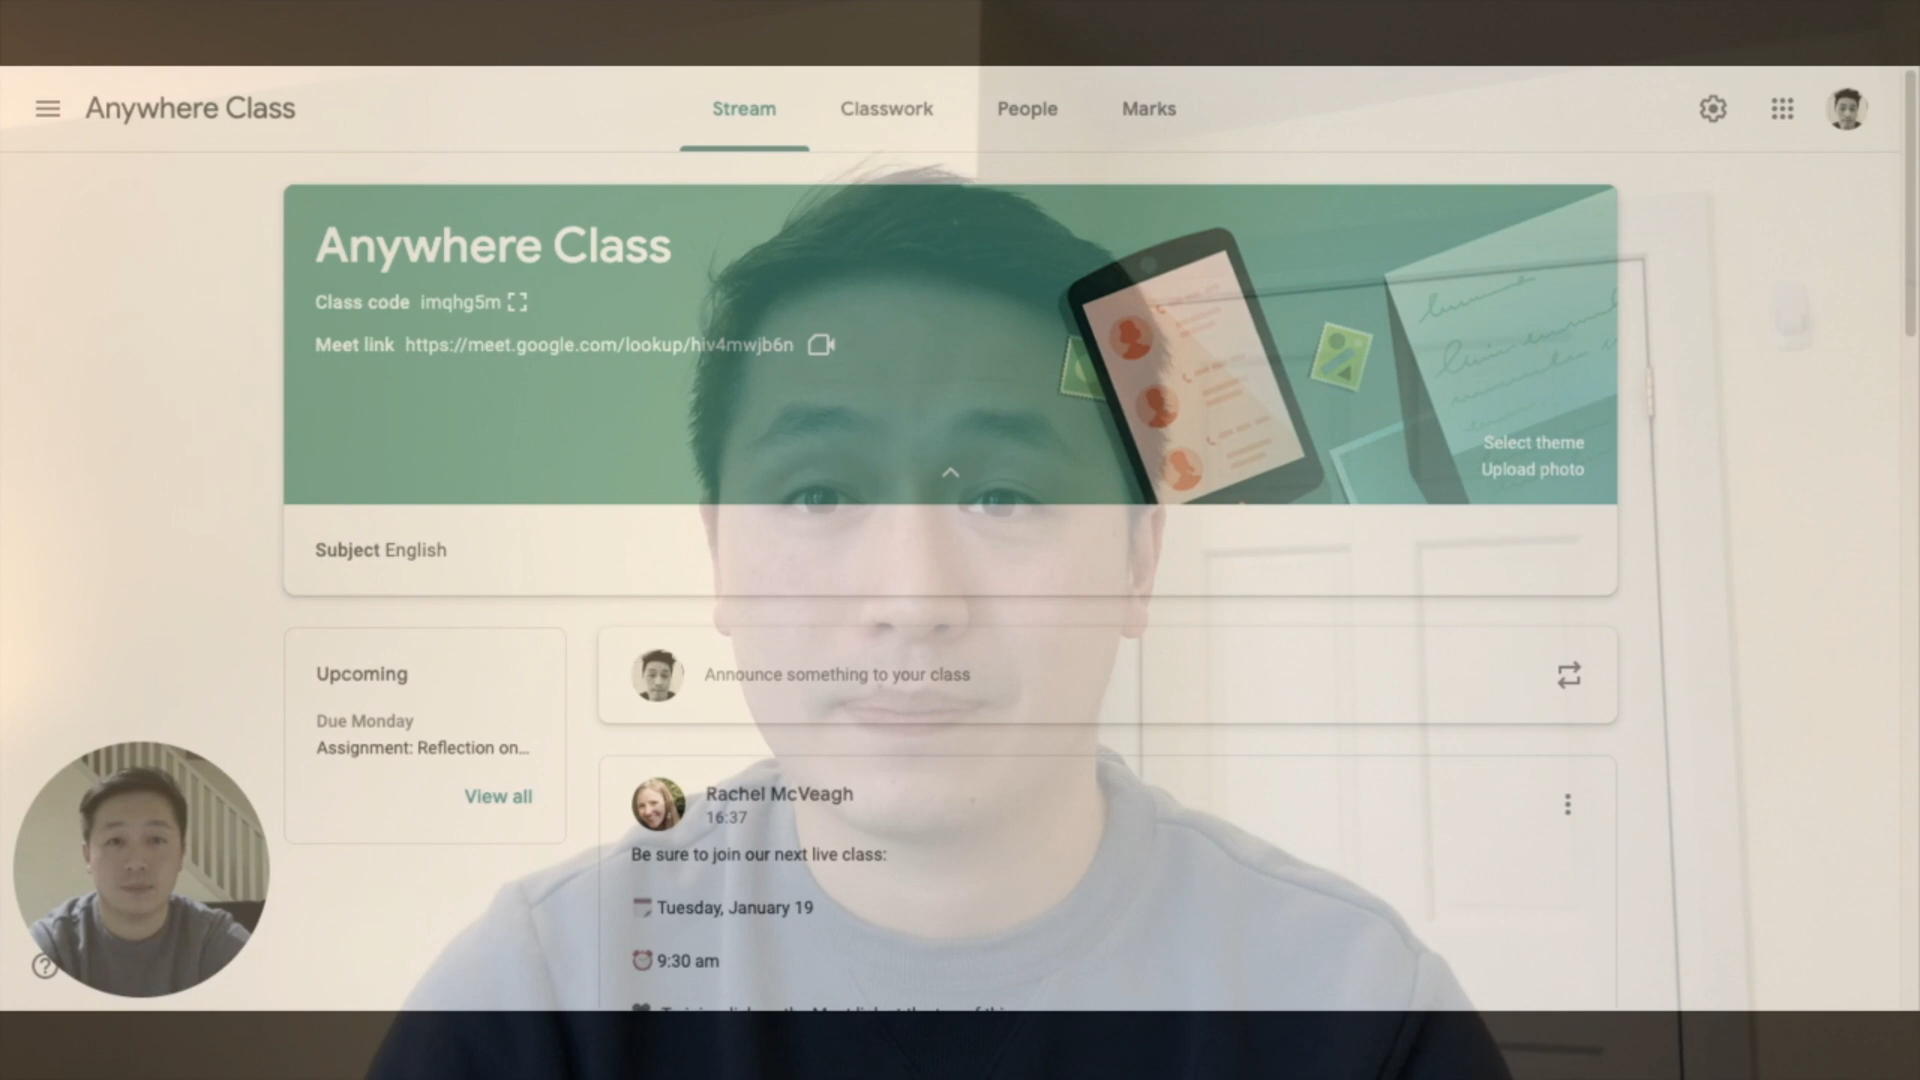 Anywhere Class
Stream
Classwork
People
Marks
Anywhere Class
Class code imqhg5m
Meet link https://meet.google.com/lookup/hiv4mwjb6n
Select theme
Upload photo
Subject English
Upcoming
Due Monday
Assignment: Reflection on...
View all
Announce something to your class
Rachel McVeagh
16:37
Be sure to join our next live class:
Tuesday, January 19
9:30 am